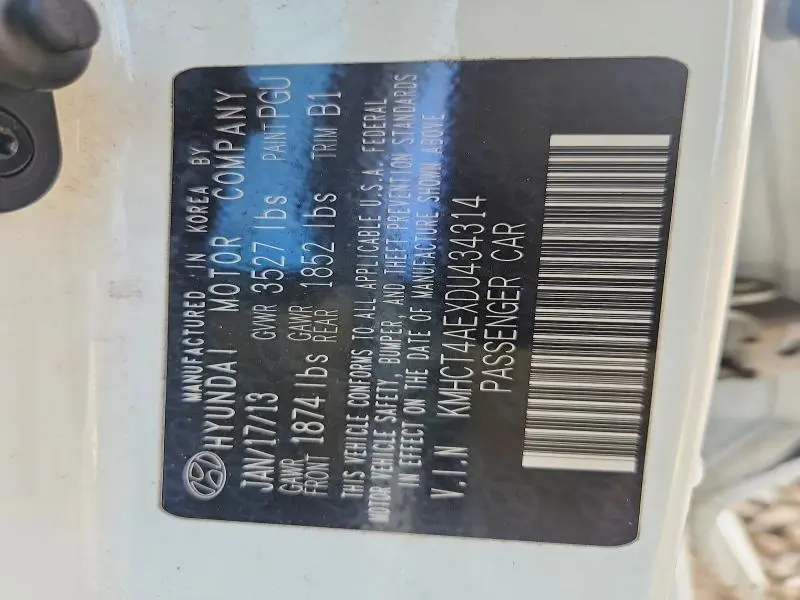 MANUFACTURED IN KOREA BY
HYUNDAI MOTOR COMPANY
JAN/17/13 GVWR 3527 lbs PAINT PGU
GAWR FRONT 1874 lbs GAWR REAR 1852 lbs TRIM B1
THIS VEHICLE CONFORMS TO ALL APPLICABLE U.S.A. FEDERAL
MOTOR VEHICLE SAFETY, BUMPER, AND THEFT PREVENTION STANDARDS
IN EFFECT ON THE DATE OF MANUFACTURE SHOWN ABOVE
V.I.N KMHCT4AEXDU434314
PASSENGER CAR